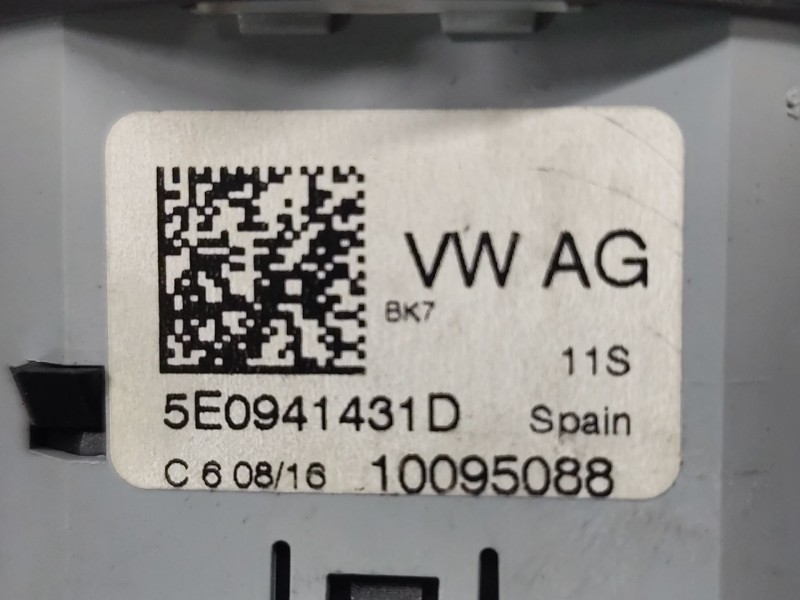 VW AG
BK7
11S
5E0941431D Spain
C 6 08/16 10095088